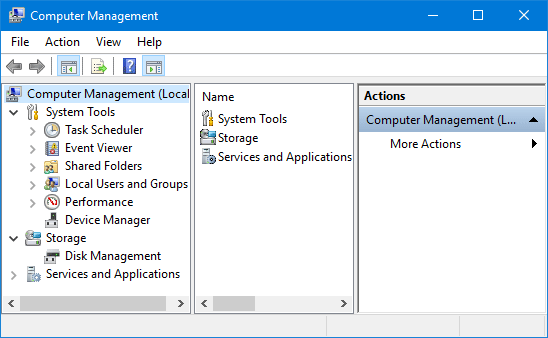 Computer Management
File Action View Help
Computer Management (Local
System Tools
Task Scheduler
Event Viewer
Shared Folders
Local Users and Groups
Performance
Device Manager
Storage
Disk Management
Services and Applications
Name
System Tools
Storage
Services and Applications
Actions
Computer Management (L...
More Actions